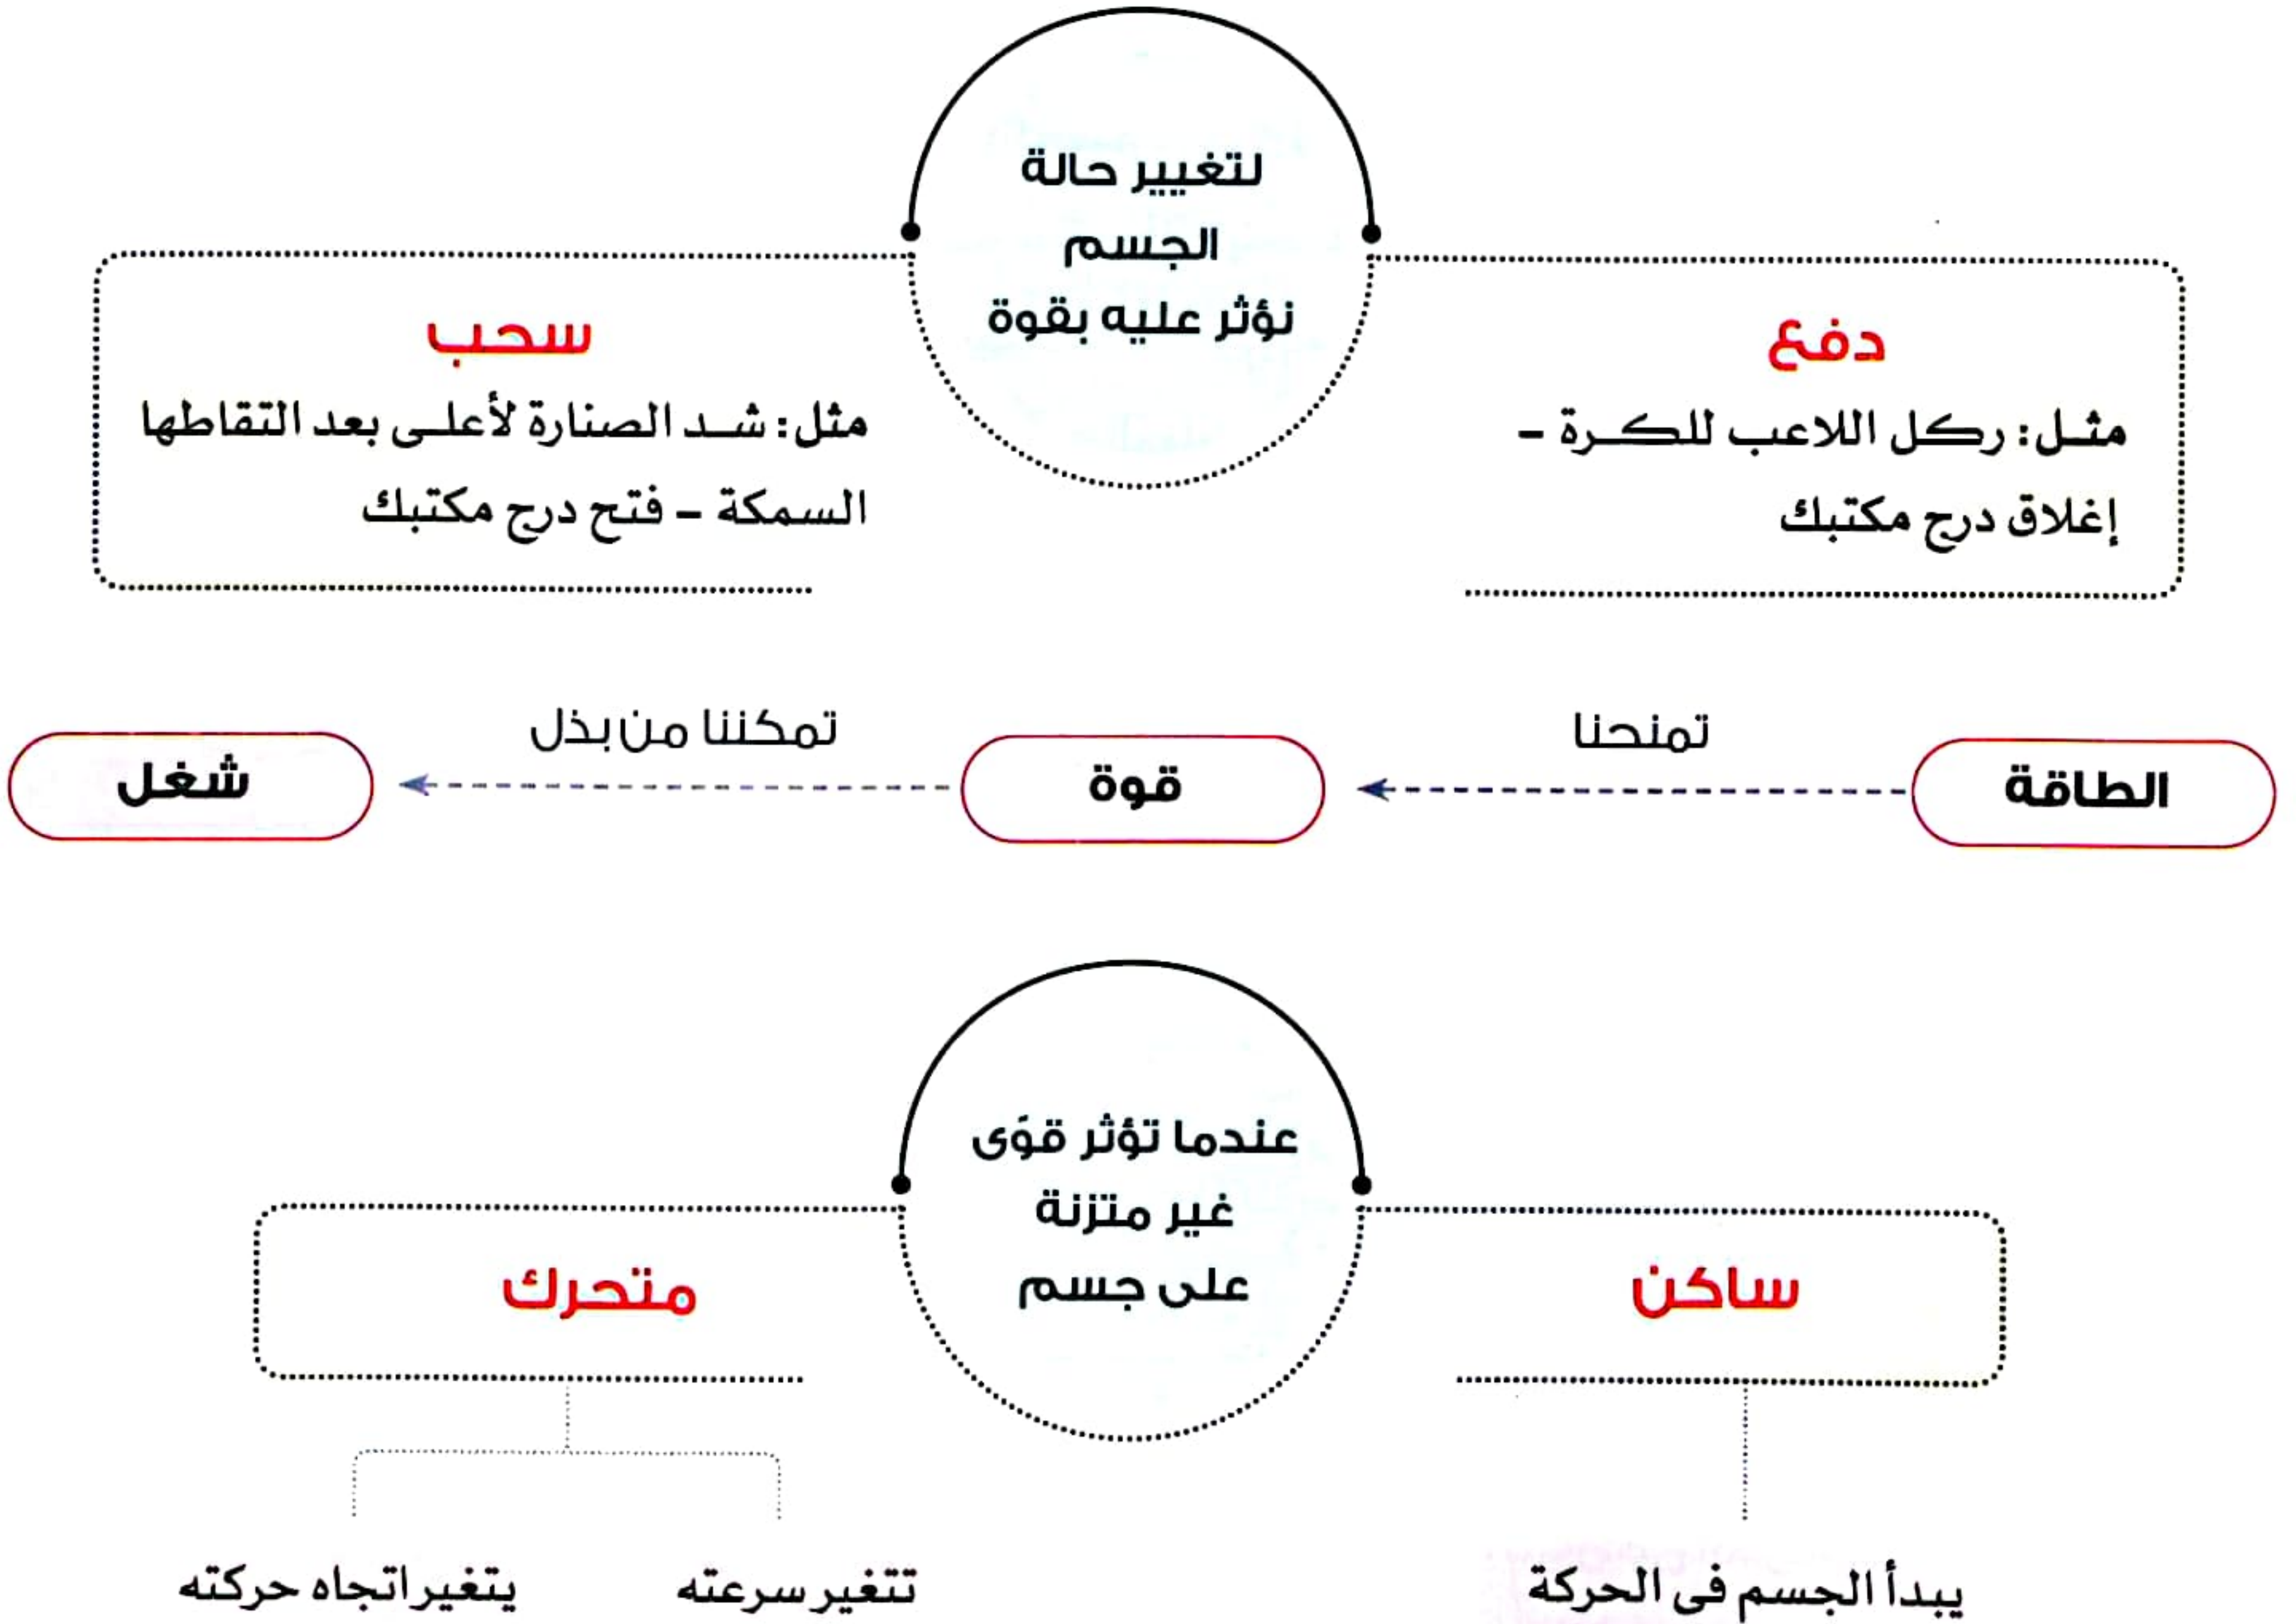 لتغيير حالة
الجسم
نؤثر عليه بقوة
دفع
مثل: ركل اللاعب للكرة –
إغلاق درج مكتبك
سحب
مثل: شد الصنارة لأعلى بعد التقاطها
السمكة – فتح درج مكتبك
الطاقة
تمنحنا
قوة
تمكننا من بذل
شغل
عندما تؤثر قوًى
غير متزنة
على جسم
ساكن
يبدأ الجسم فى الحركة
متحرك
تتغير سرعته
يتغير اتجاه حركته